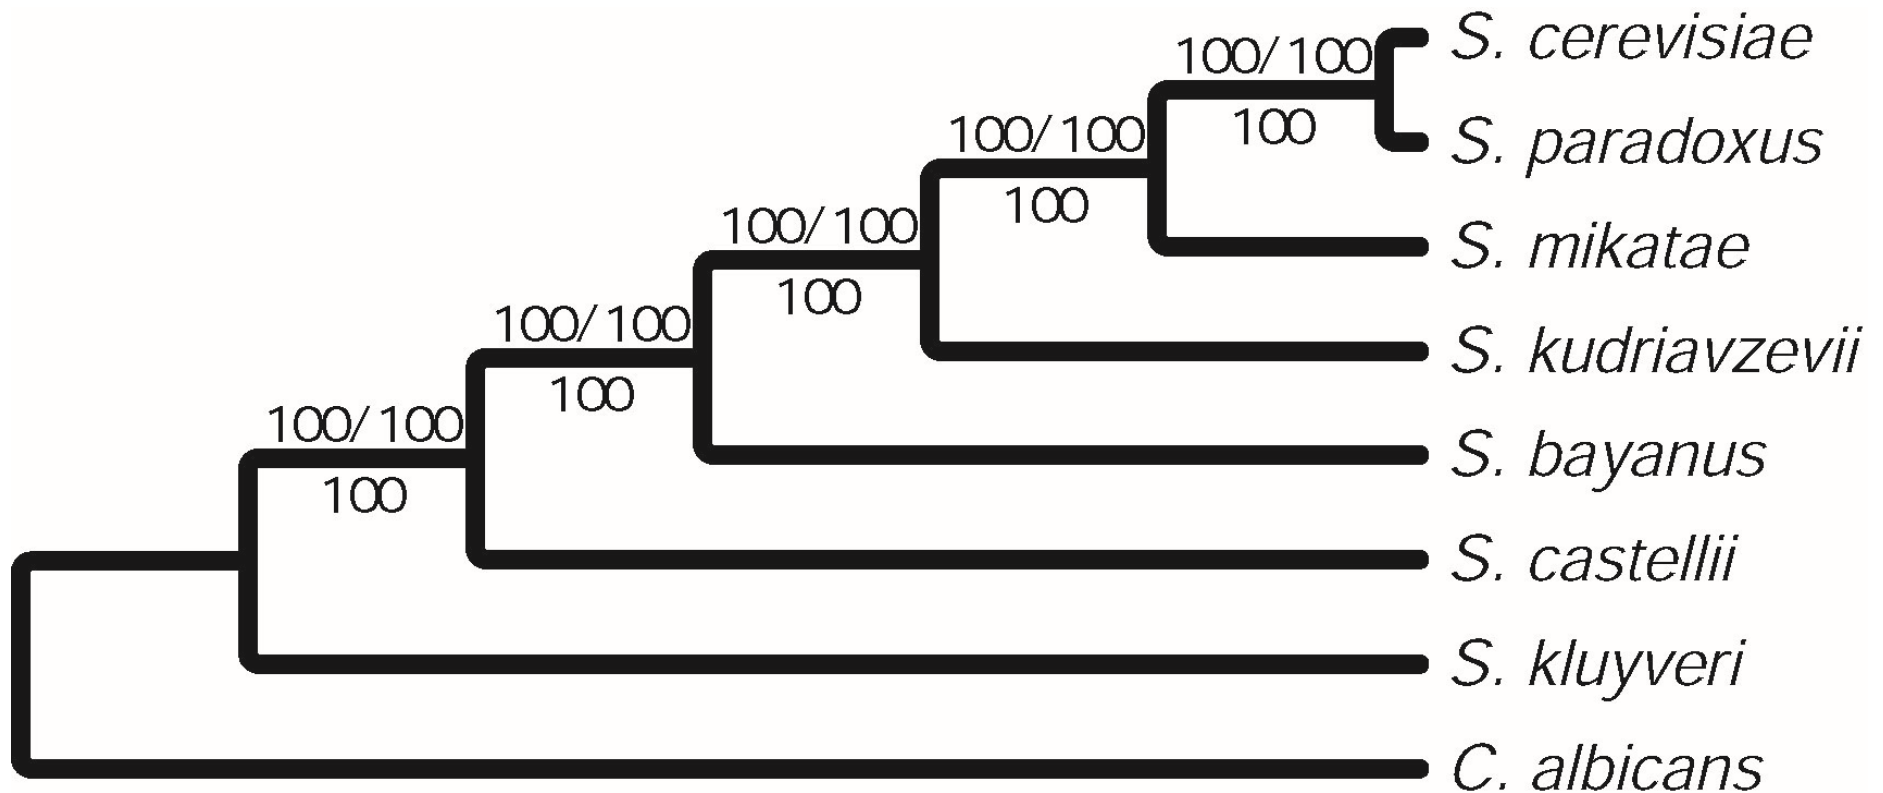 S. cerevisiae
100/100
100
S. paradoxus
100/100
100
S. mikatae
100/100
100
S. kudriavzevii
100/100
100
S. bayanus
100/100
100
S. castellii
S. kluyveri
C. albicans